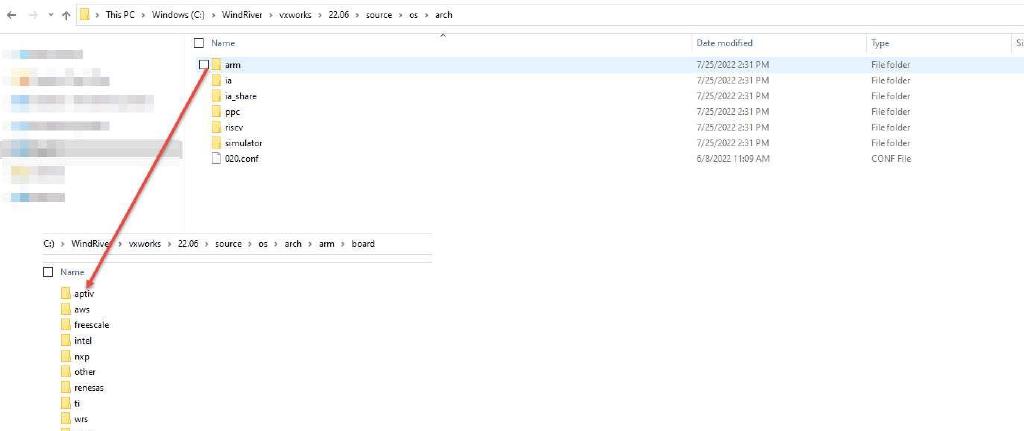 This PC > Windows (C:) > WindRiver > vxworks > 22.06 > source > os > arch
Name Date modified Type
arm 7/25/2022 2:31 PM File folder
ia 7/25/2022 2:31 PM File folder
ia_share 7/25/2022 2:31 PM File folder
ppc 7/25/2022 2:31 PM File folder
riscv 7/25/2022 2:31 PM File folder
simulator 7/25/2022 2:31 PM File folder
020.conf 6/8/2022 11:09 AM CONF File
C:) > WindRiver > vxworks > 22.06 > source > os > arch > arm > board
Name
aptiv
aws
freescale
intel
nxp
other
renesas
ti
wrs